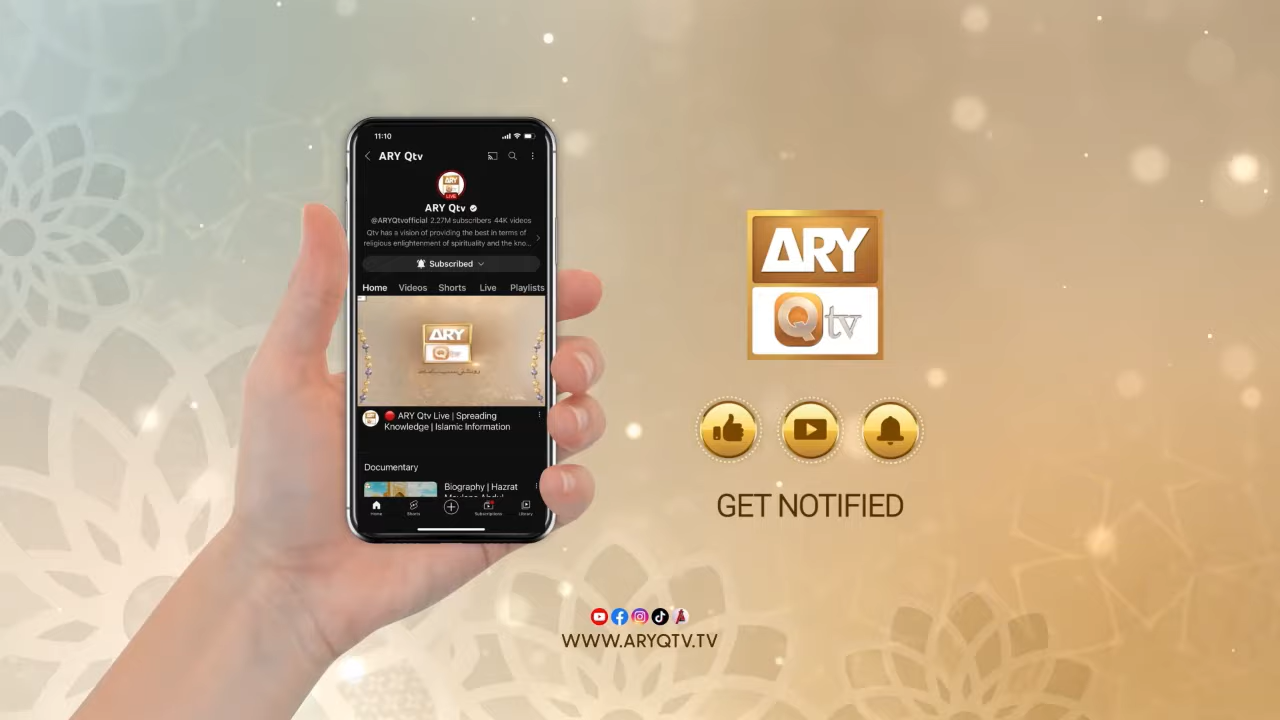 11:10
ARY Qtv
LIVE
ARY Qtv
@ARYQtvofficial 2.27M subscribers 44K videos
Qtv has a vision of providing the best in terms of
religious enlightenment of spirituality and the kno...
Subscribed
Home Videos Shorts Live Playlists
ARY
Qtv
ARY Qtv Live | Spreading
Knowledge | Islamic Information
Documentary
Biography | Hazrat
Home Shorts Subscriptions Library
ARY
Qtv
GET NOTIFIED
WWW.ARYQTV.TV